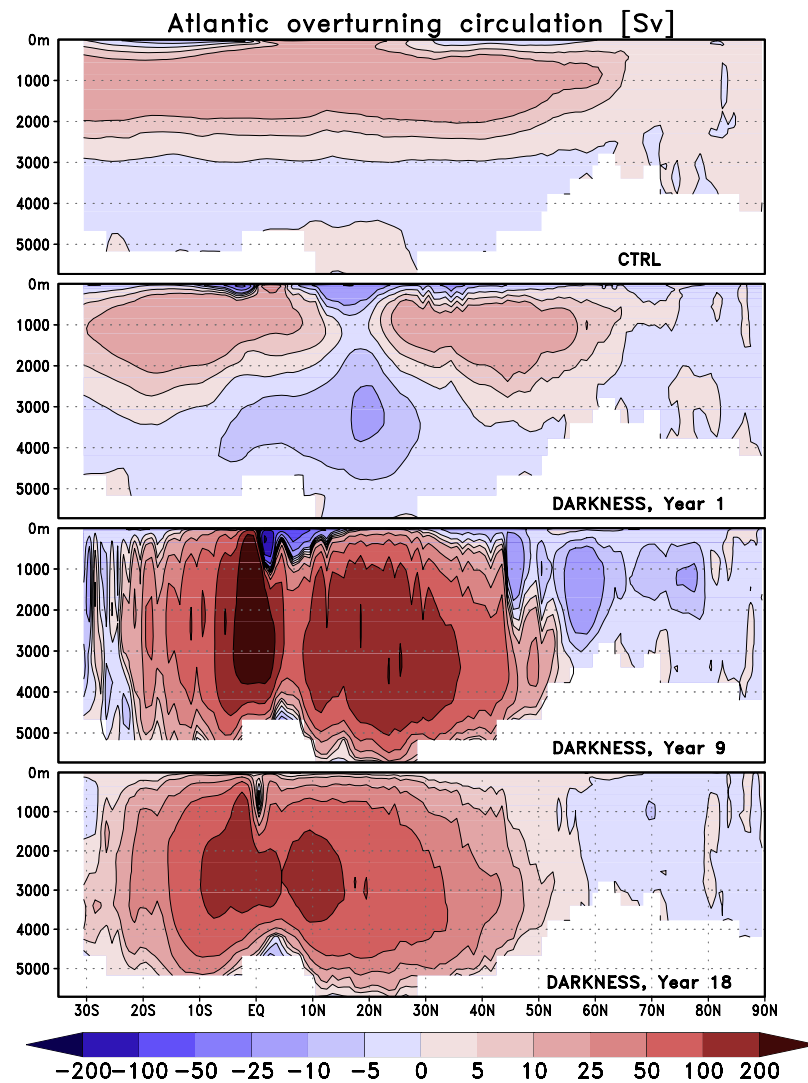 Atlantic overturning circulation [Sv]
0m
1000
2000
3000
4000
5000
CTRL
0m
1000
2000
3000
4000
5000
DARKNESS, Year 1
0m
1000
2000
3000
4000
5000
DARKNESS, Year 9
0m
1000
2000
3000
4000
5000
DARKNESS, Year 18
30S 20S 10S EQ 10N 20N 30N 40N 50N 60N 70N 80N 90N
-200 -100 -50 -25 -10 -5 0 5 10 25 50 100 200